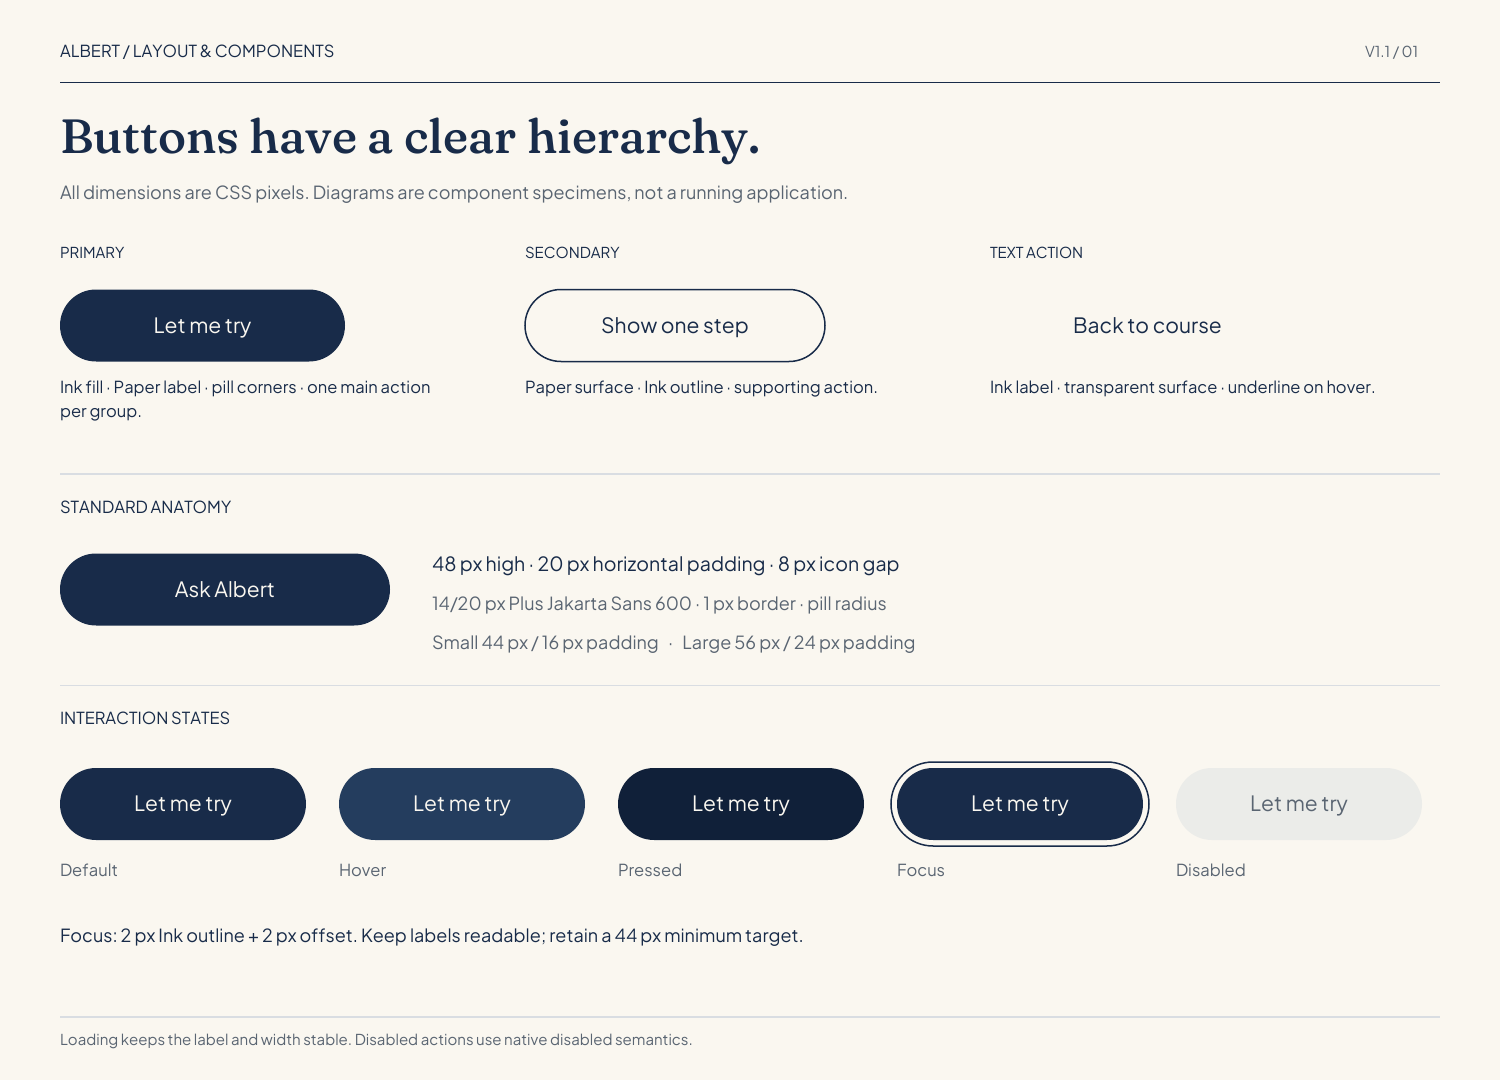 ALBERT / LAYOUT & COMPONENTS
V1.1 / 01
Buttons have a clear hierarchy.
All dimensions are CSS pixels. Diagrams are component specimens, not a running application.
PRIMARY
SECONDARY
TEXT ACTION
Let me try
Show one step
Back to course
Ink fill · Paper label · pill corners · one main action
per group.
Paper surface · Ink outline · supporting action.
Ink label · transparent surface · underline on hover.
STANDARD ANATOMY
Ask Albert
48 px high · 20 px horizontal padding · 8 px icon gap
14/20 px Plus Jakarta Sans 600 · 1 px border · pill radius
Small 44 px / 16 px padding · Large 56 px / 24 px padding
INTERACTION STATES
Let me try
Let me try
Let me try
Let me try
Let me try
Default
Hover
Pressed
Focus
Disabled
Focus: 2 px Ink outline + 2 px offset. Keep labels readable; retain a 44 px minimum target.
Loading keeps the label and width stable. Disabled actions use native disabled semantics.